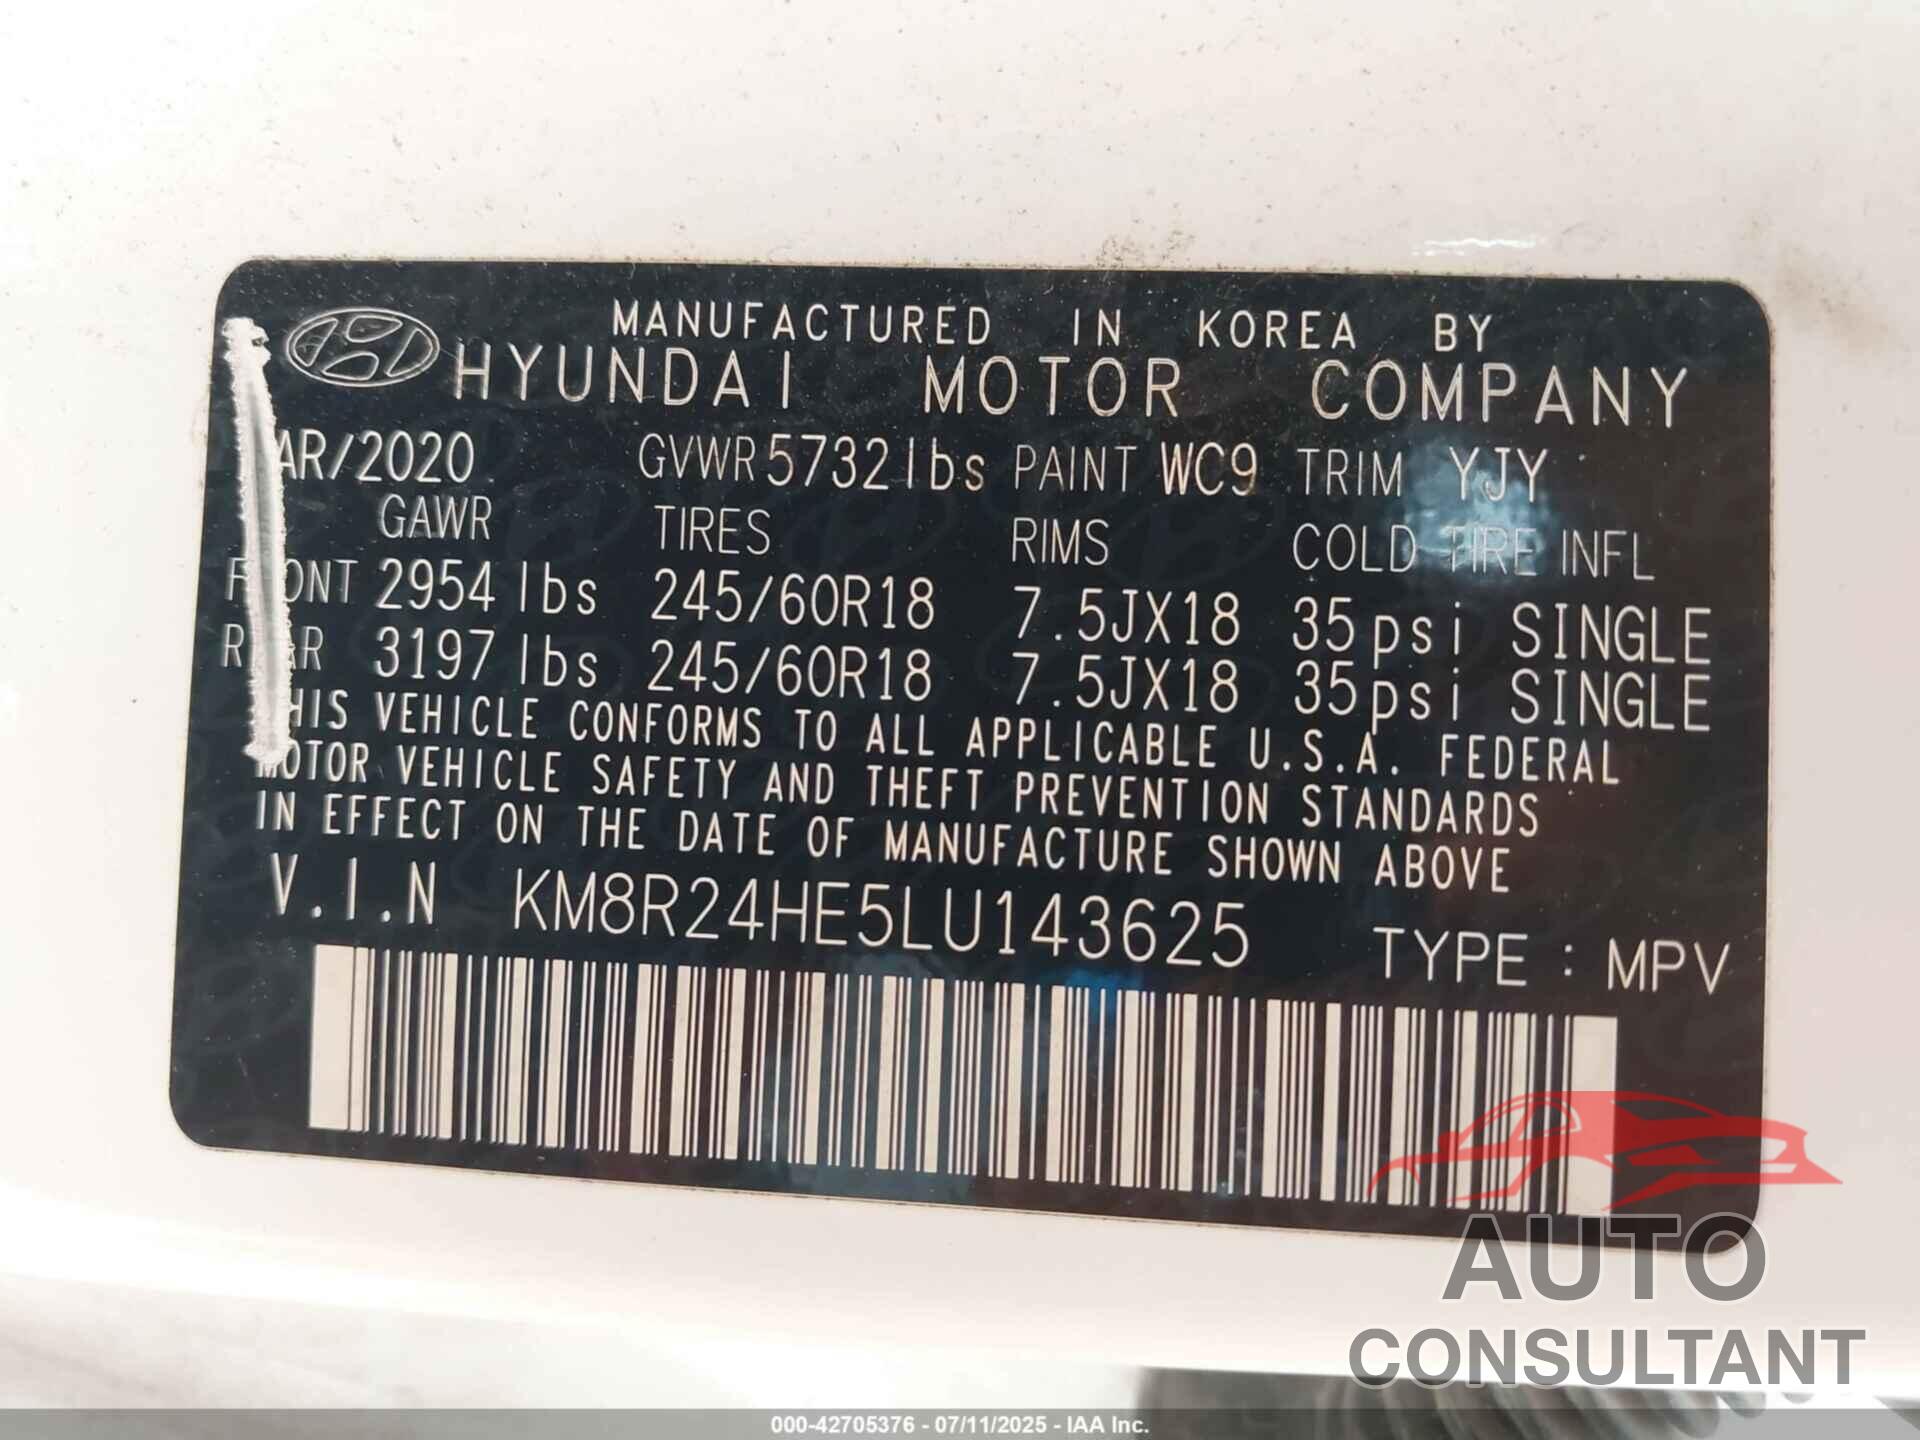 MANUFACTURED IN KOREA BY
HYUNDAI MOTOR COMPANY
AR/2020 GVWR 5732 lbs PAINT WC9 TRIM YJY
GAWR TIRES RIMS COLD TIRE INFL
FRONT 2954 lbs 245/60R18 7.5JX18 35psi SINGLE
REAR 3197 lbs 245/60R18 7.5JX18 35psi SINGLE
THIS VEHICLE CONFORMS TO ALL APPLICABLE U.S.A. FEDERAL
MOTOR VEHICLE SAFETY AND THEFT PREVENTION STANDARDS
IN EFFECT ON THE DATE OF MANUFACTURE SHOWN ABOVE
V.I.N KM8R24HE5LU143625 TYPE : MPV
AUTO
CONSULTANT
000-42705376 - 07/11/2025 - IAA Inc.